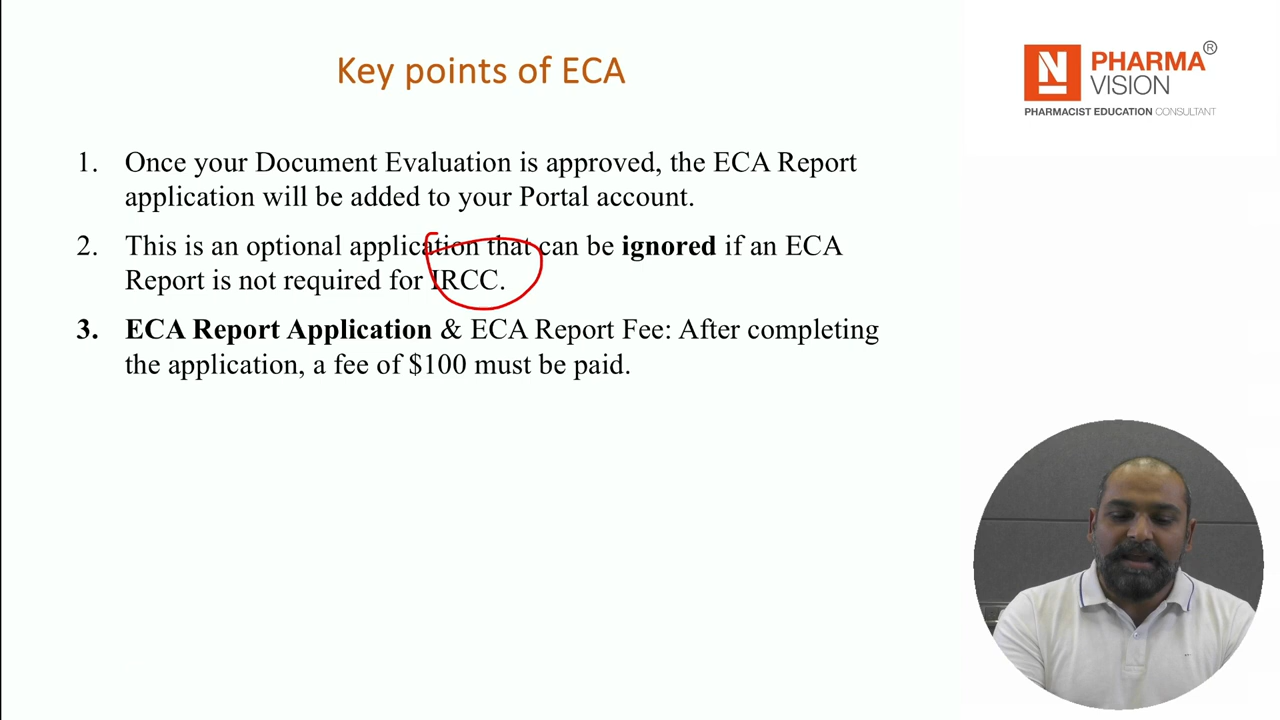 Key points of ECA
N PHARMA ®
VISION
PHARMACIST EDUCATION CONSULTANT
1. Once your Document Evaluation is approved, the ECA Report
application will be added to your Portal account.
2. This is an optional application that can be ignored if an ECA
Report is not required for IRCC.
3. ECA Report Application & ECA Report Fee: After completing
the application, a fee of $100 must be paid.